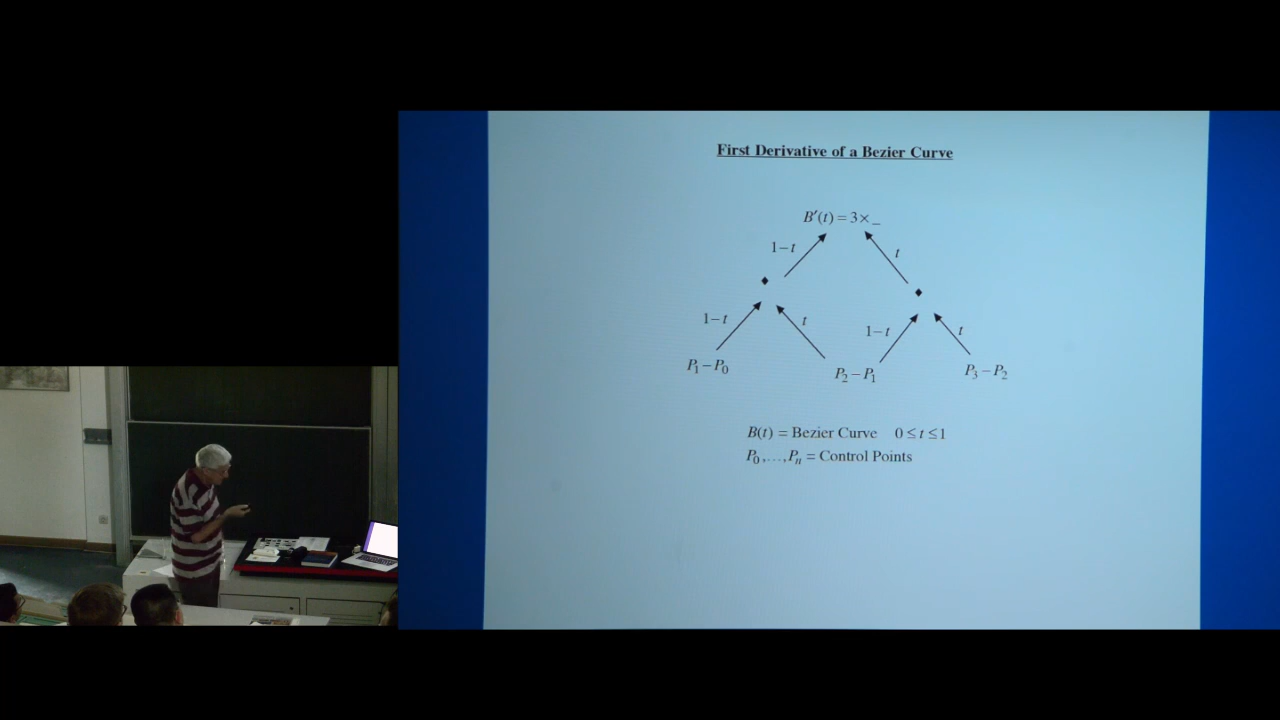 First Derivative of a Bezier Curve
B′(t) = 3×_
1−t t
1−t t 1−t t
P₁−P₀ P₂−P₁ P₃−P₂
B(t) = Bezier Curve 0≤t≤1
P₀,…,Pₙ = Control Points